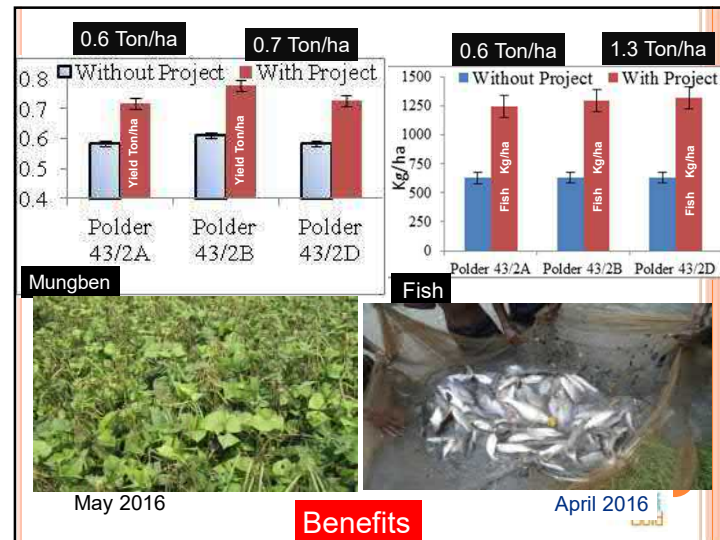 0.6 Ton/ha
0.7 Ton/ha
Without Project With Project
0.8
0.7
0.6
0.5
0.4
Yield Ton/ha
Yield Ton/ha
Polder 43/2A
Polder 43/2B
Polder 43/2D
0.6 Ton/ha
1.3 Ton/ha
Without Project With Project
1500
1250
1000
750
500
250
0
Kg/ha
Fish Kg/ha
Fish Kg/ha
Fish Kg/ha
Polder 43/2A Polder 43/2B Polder 43/2D
Mungben
Fish
May 2016
April 2016
Benefits